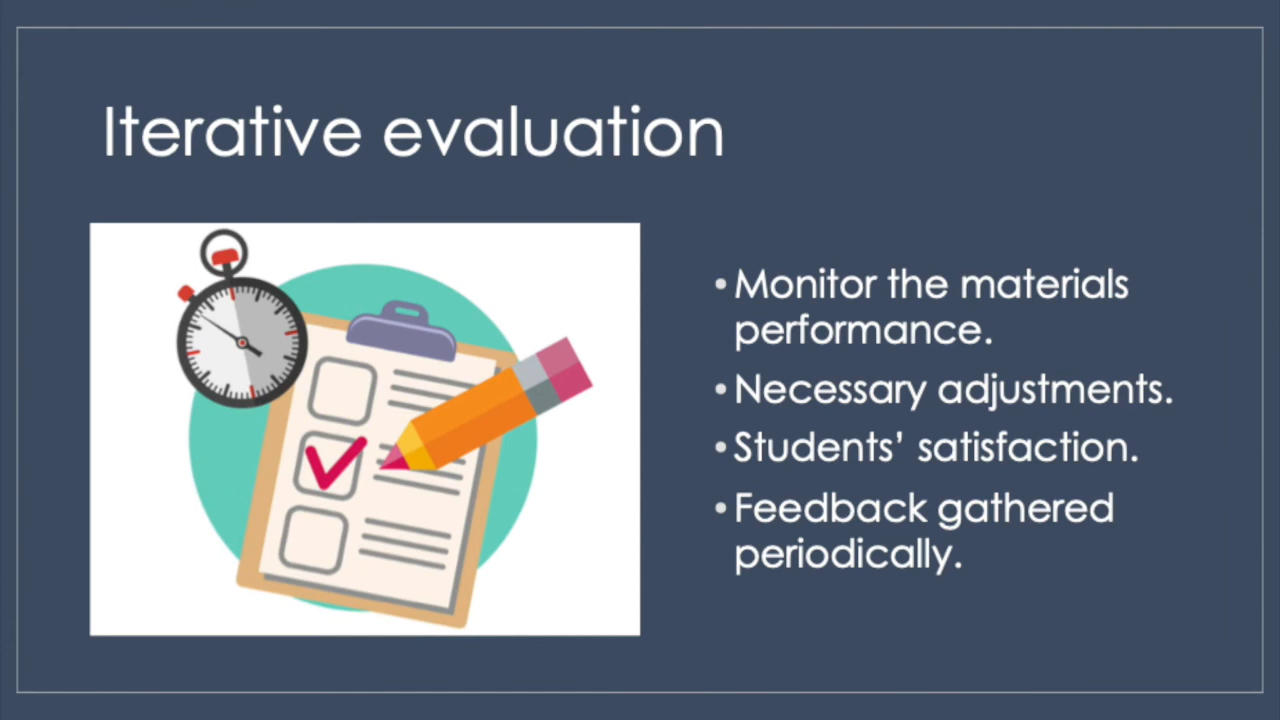 Iterative evaluation
•Monitor the materials
performance.
•Necessary adjustments.
•Students’ satisfaction.
•Feedback gathered
periodically.